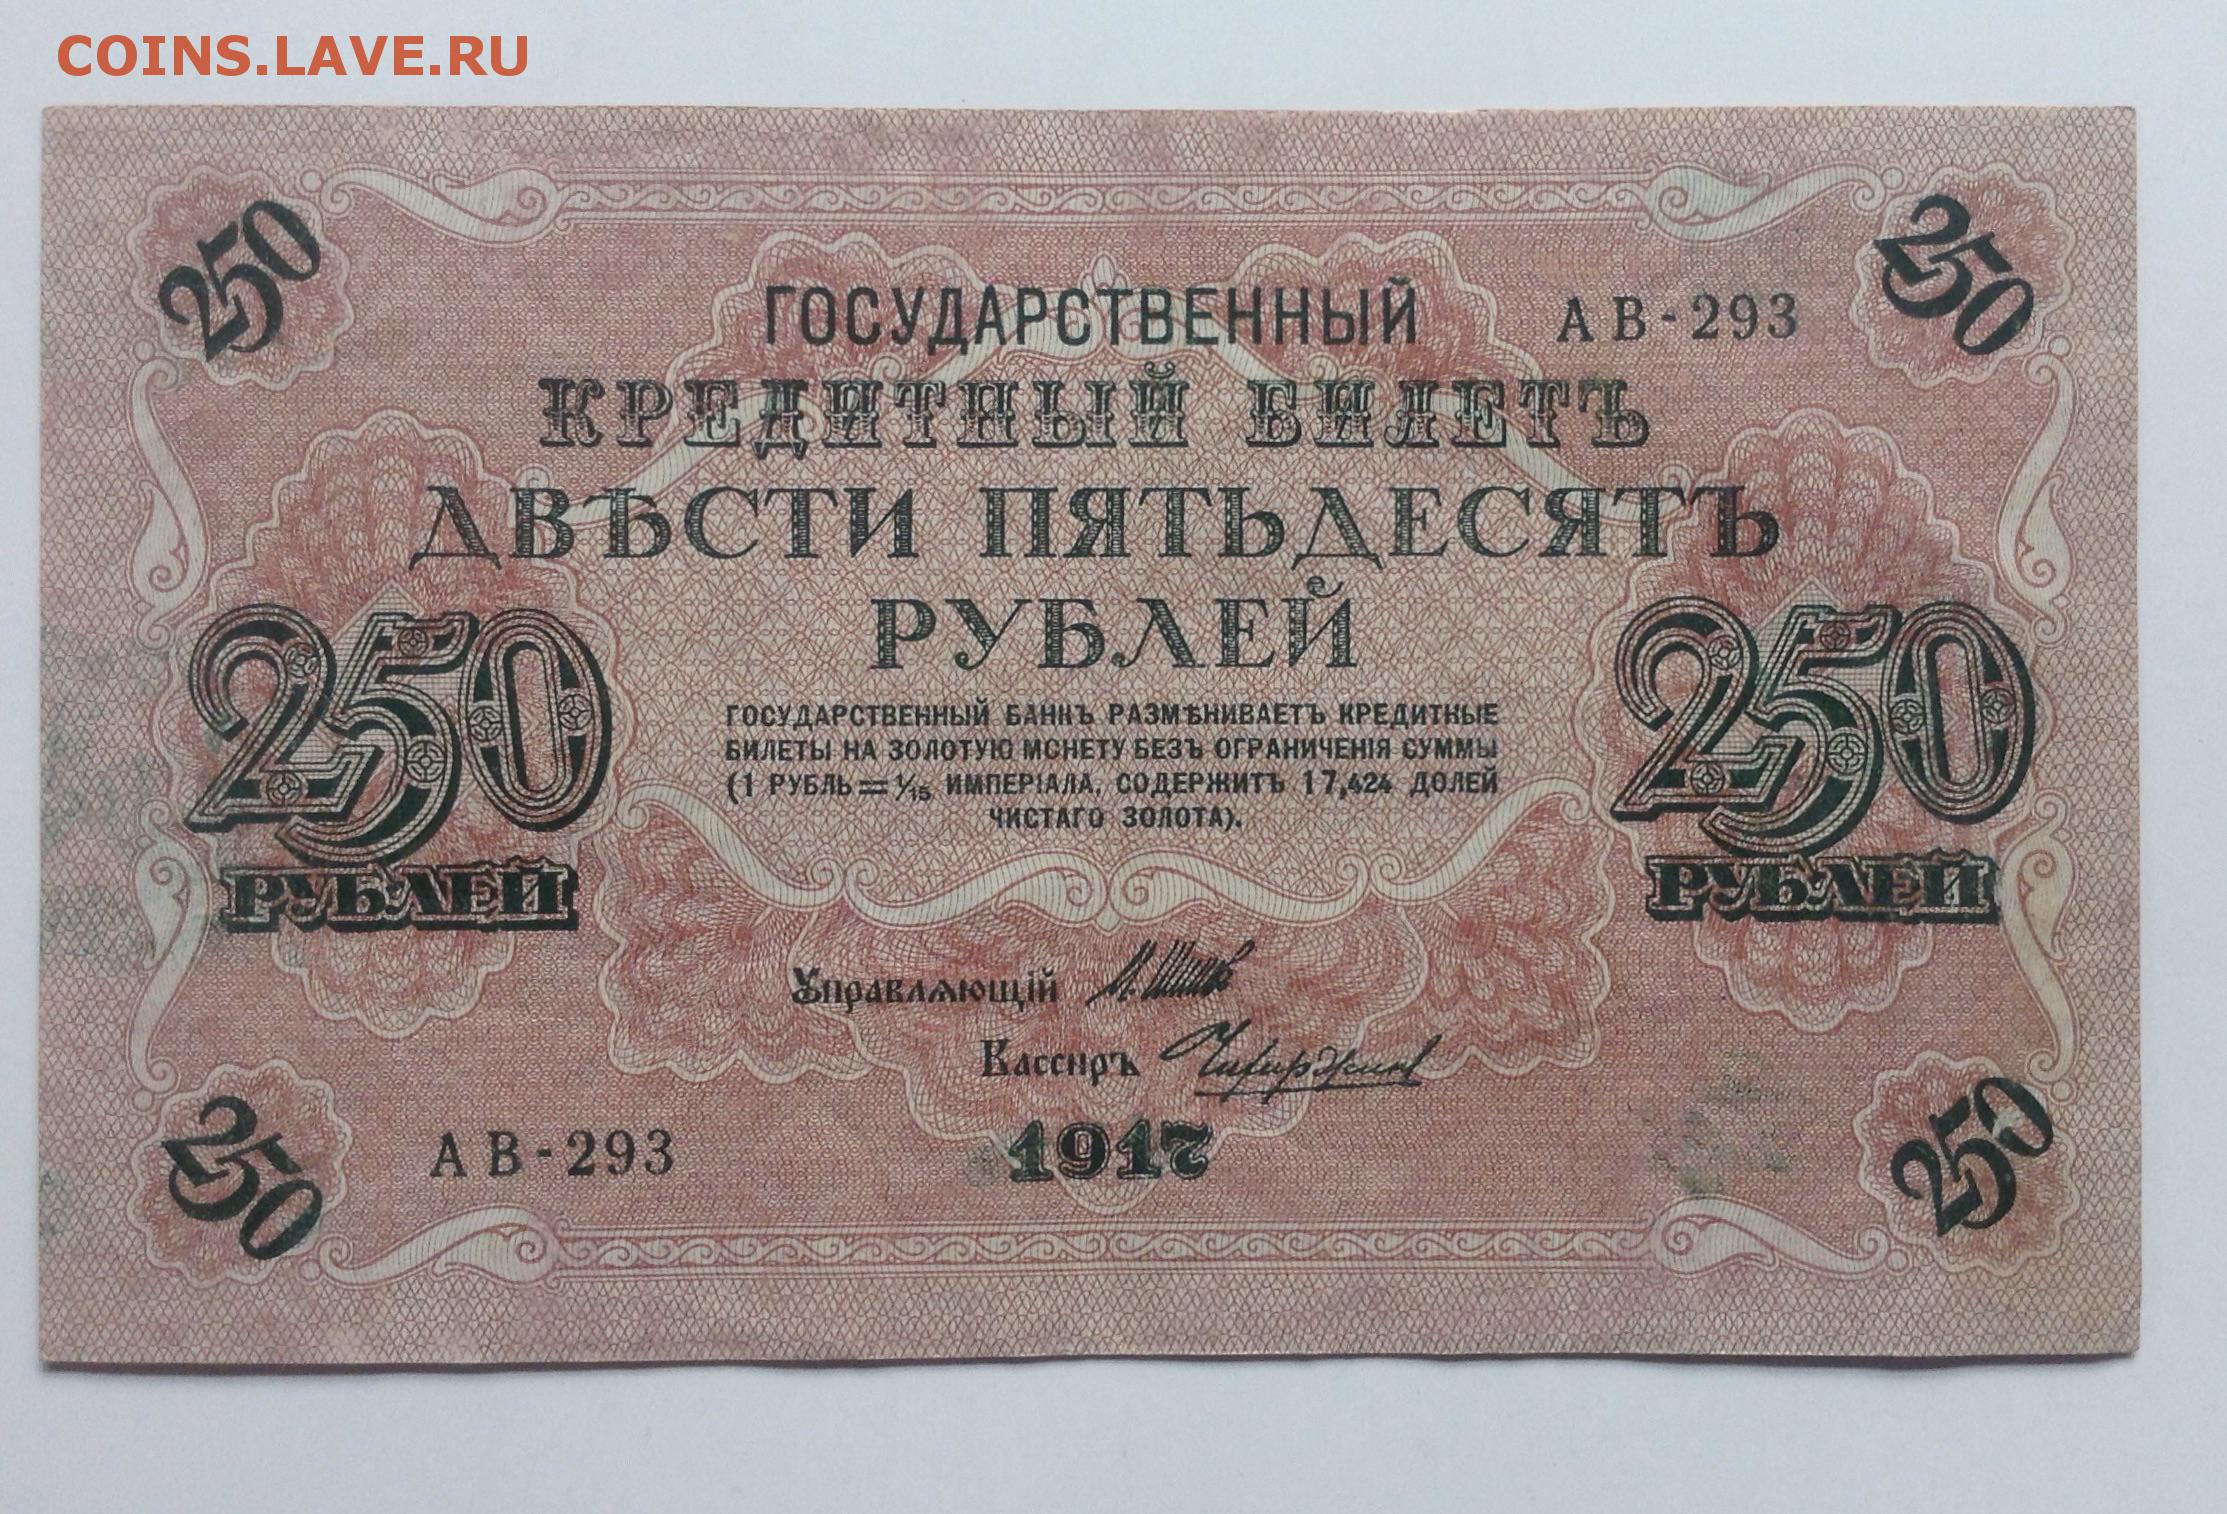 COINS.LAVE.RU
250
250
ГОСУДАРСТВЕННЫЙ
АВ-293
КРЕДИТНЫЙ БИЛЕТЪ
ДВѢСТИ ПЯТЬДЕСЯТЪ
РУБЛЕЙ
250
РУБЛЕЙ
ГОСУДАРСТВЕННЫЙ БАНКЪ РАЗМѢНИВАЕТЪ КРЕДИТНЫЕ
БИЛЕТЫ НА ЗОЛОТУЮ МОНЕТУ БЕЗЪ ОГРАНИЧЕНІЯ СУММЫ
(1 РУБЛЬ = 1/15 ИМПЕРІАЛА, СОДЕРЖИТЪ 17,424 ДОЛЕЙ
ЧИСТАГО ЗОЛОТА).
250
РУБЛЕЙ
Управляющій И. Шипов
Кассиръ
АВ-293
1917
250
250